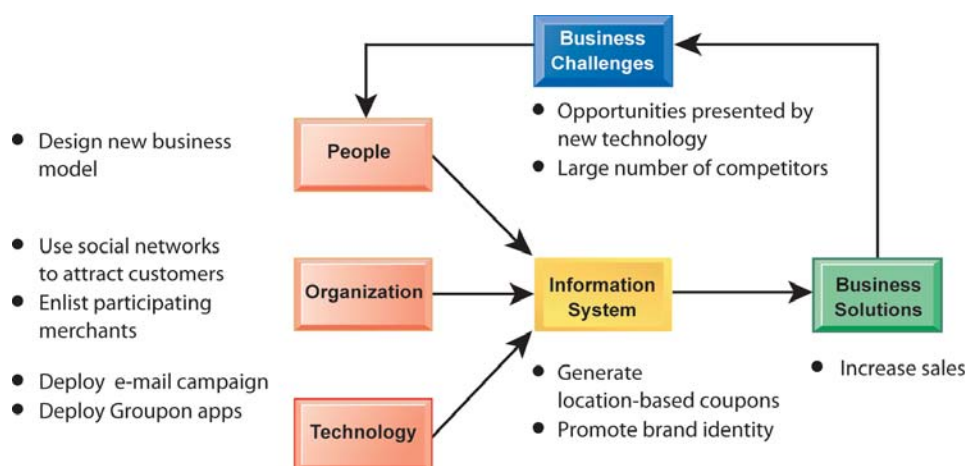 Business
Challenges
● Opportunities presented by
new technology
● Large number of competitors
● Design new business
model
People
● Use social networks
to attract customers
● Enlist participating
merchants
Organization
Information
System
Business
Solutions
● Increase sales
● Deploy e-mail campaign
● Deploy Groupon apps
Technology
● Generate
location-based coupons
● Promote brand identity